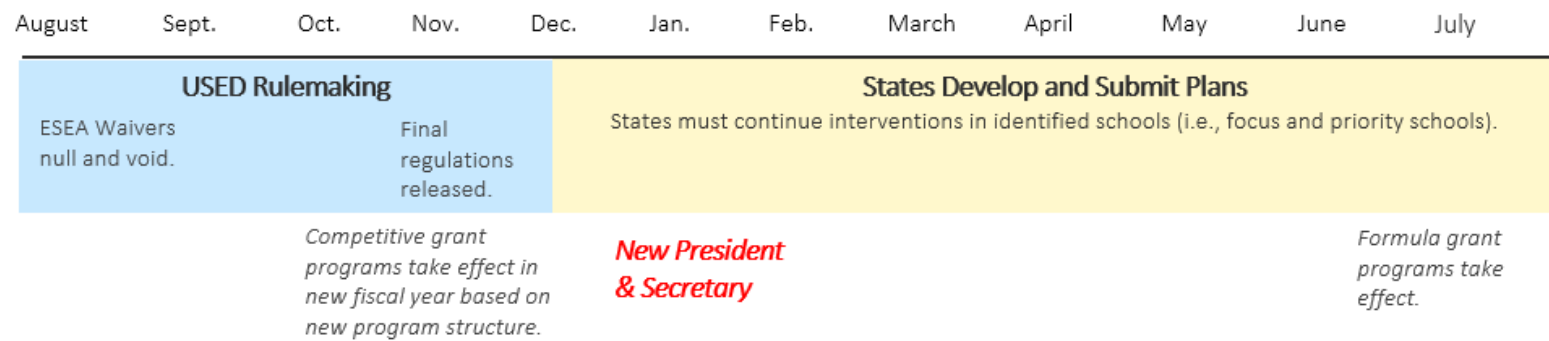 August Sept. Oct. Nov. Dec. Jan. Feb. March April May June July
USED Rulemaking
ESEA Waivers
null and void.
Final
regulations
released.
States Develop and Submit Plans
States must continue interventions in identified schools (i.e., focus and priority schools).
Competitive grant
programs take effect in
new fiscal year based on
new program structure.
New President
& Secretary
Formula grant
programs take
effect.